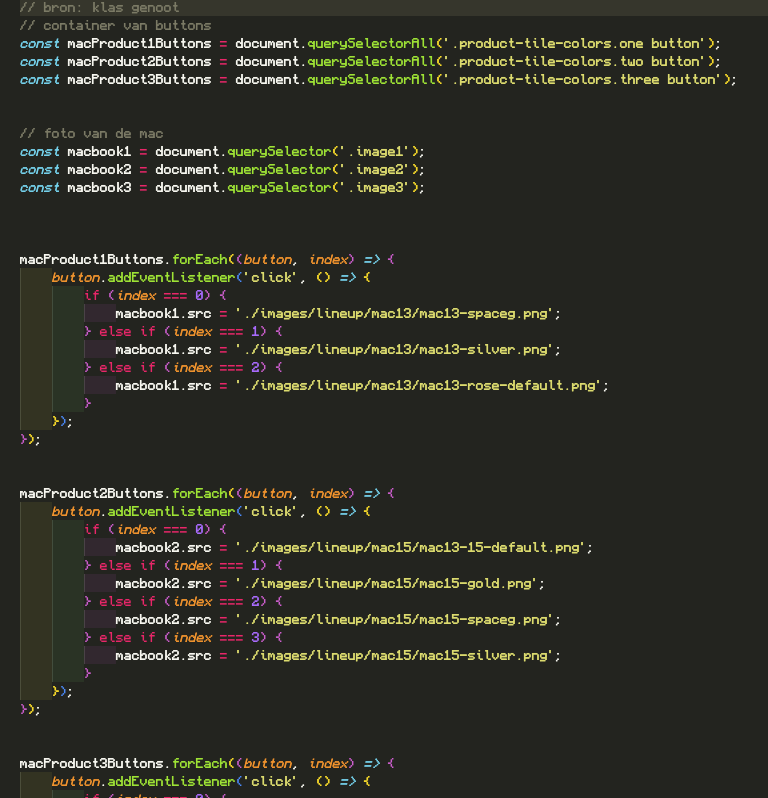 // bron: klas genoot
// container van buttons
const macProduct1Buttons = document.querySelectorAll('.product-tile-colors.one button');
const macProduct2Buttons = document.querySelectorAll('.product-tile-colors.two button');
const macProduct3Buttons = document.querySelectorAll('.product-tile-colors.three button');
// foto van de mac
const macbook1 = document.querySelector('.image1');
const macbook2 = document.querySelector('.image2');
const macbook3 = document.querySelector('.image3');
macProduct1Buttons.forEach((button, index) => {
button.addEventListener('click', () => {
if (index === 0) {
macbook1.src = './images/lineup/mac13/mac13-spaceg.png';
} else if (index === 1) {
macbook1.src = './images/lineup/mac13/mac13-silver.png';
} else if (index === 2) {
macbook1.src = './images/lineup/mac13/mac13-rose-default.png';
}
});
});
macProduct2Buttons.forEach((button, index) => {
button.addEventListener('click', () => {
if (index === 0) {
macbook2.src = './images/lineup/mac15/mac13-15-default.png';
} else if (index === 1) {
macbook2.src = './images/lineup/mac15/mac15-gold.png';
} else if (index === 2) {
macbook2.src = './images/lineup/mac15/mac15-spaceg.png';
} else if (index === 3) {
macbook2.src = './images/lineup/mac15/mac15-silver.png';
}
});
});
macProduct3Buttons.forEach((button, index) => {
button.addEventListener('click', () => {
if (index === 0) {